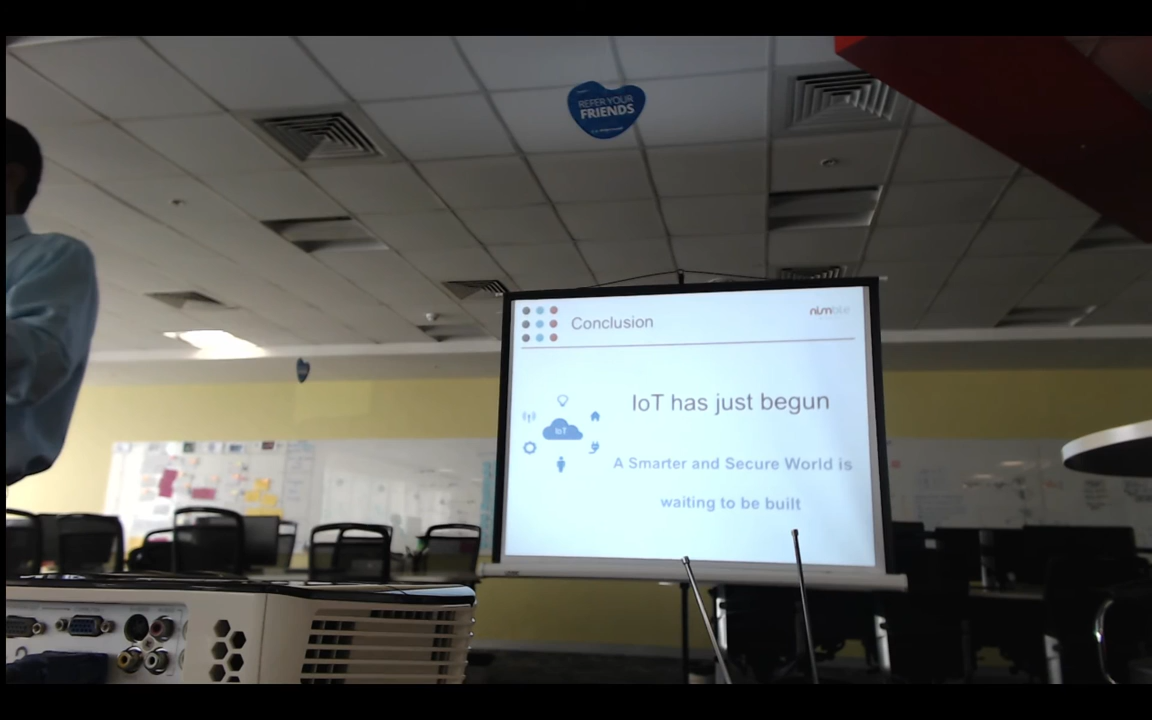 REFER YOUR
FRIENDS
Conclusion
IoT has just begun
IoT
A Smarter and Secure World is
waiting to be built